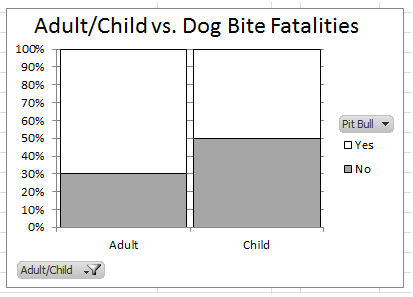 Adult/Child vs. Dog Bite Fatalities
100%
90%
80%
70%
60%
50%
40%
30%
20%
10%
0%
Adult
Child
Pit Bull
Yes
No
Adult/Child